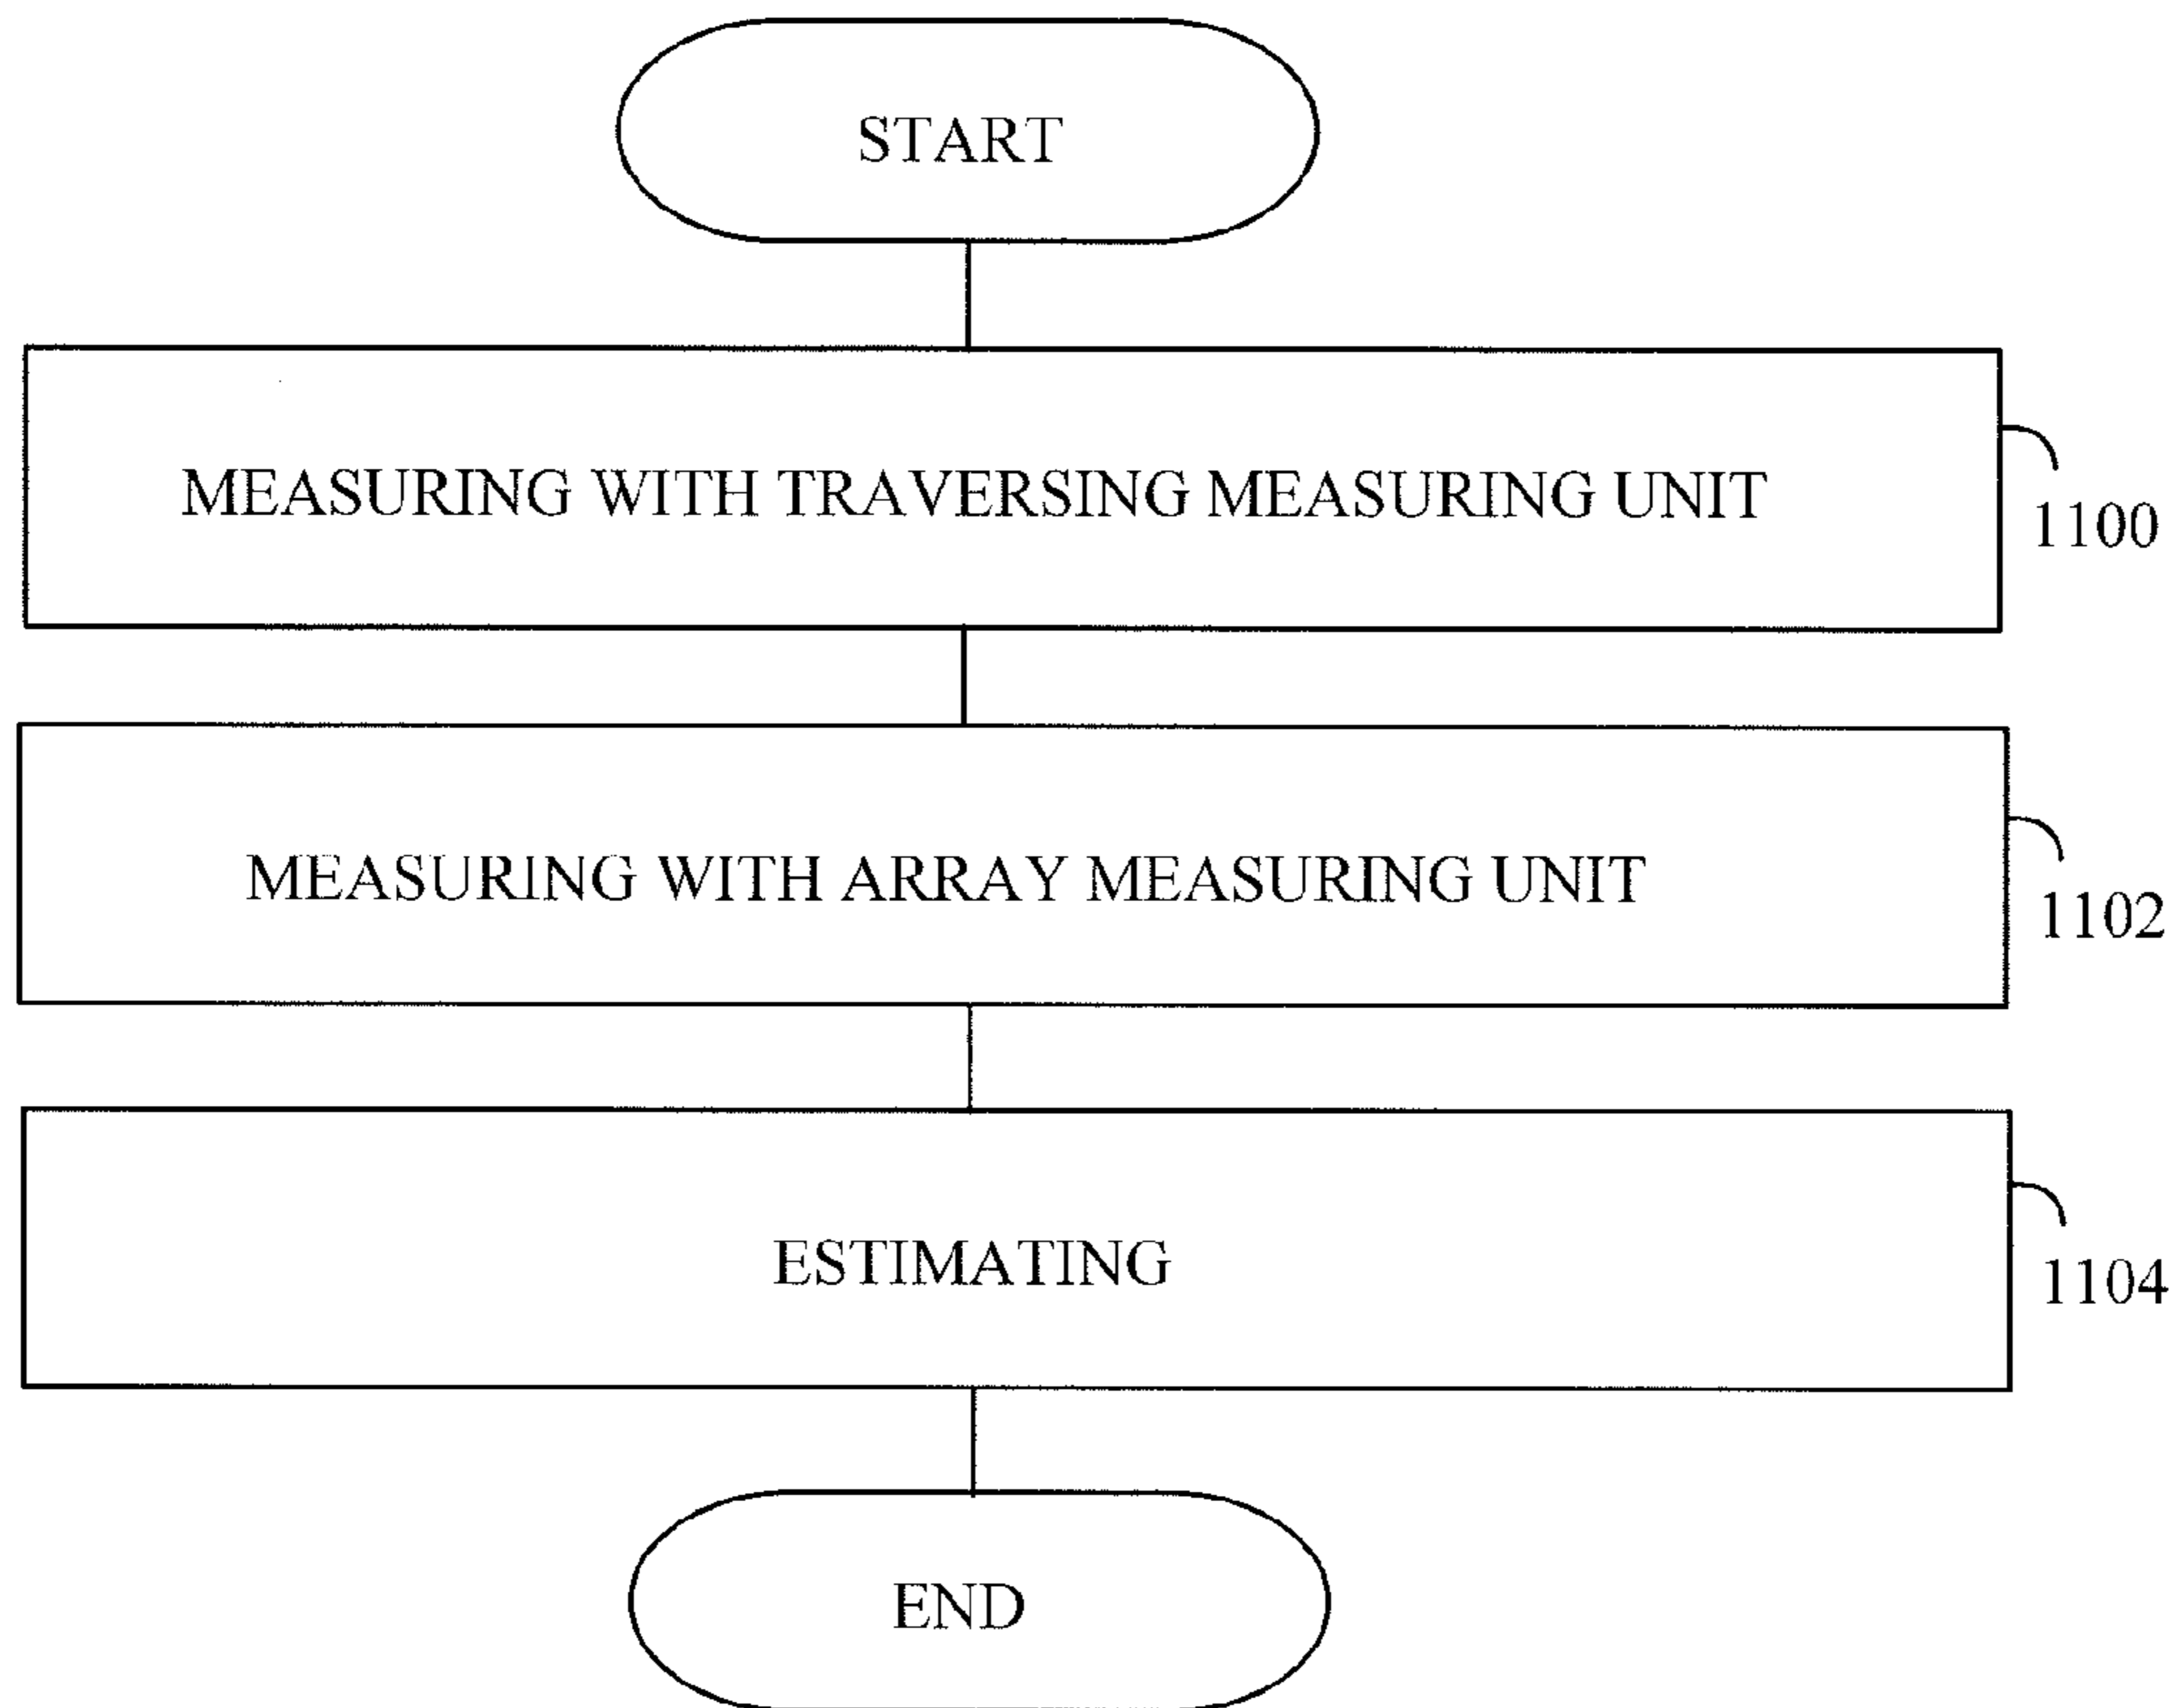 START
MEASURING WITH TRAVERSING MEASURING UNIT
1100
MEASURING WITH ARRAY MEASURING UNIT
1102
ESTIMATING
1104
END